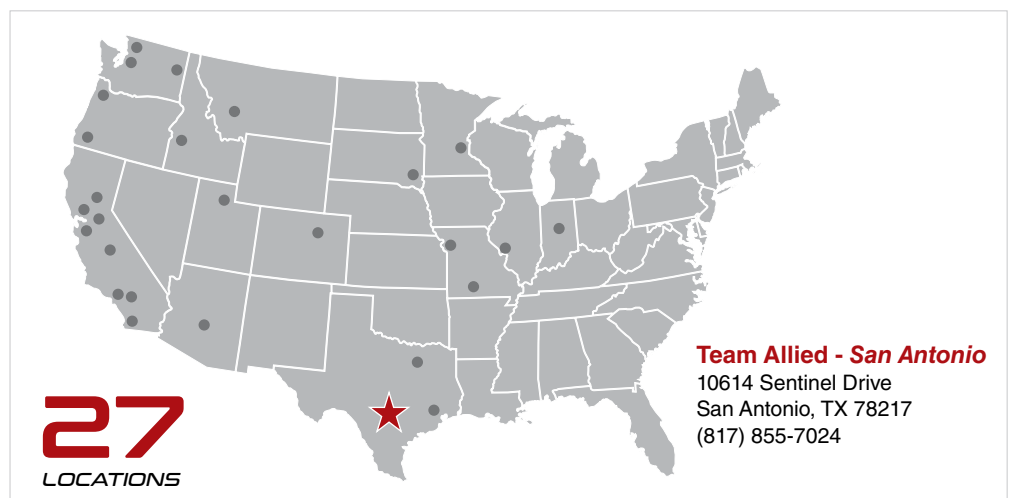 Team Allied - San Antonio
10614 Sentinel Drive
San Antonio, TX 78217
(817) 855-7024
27
LOCATIONS